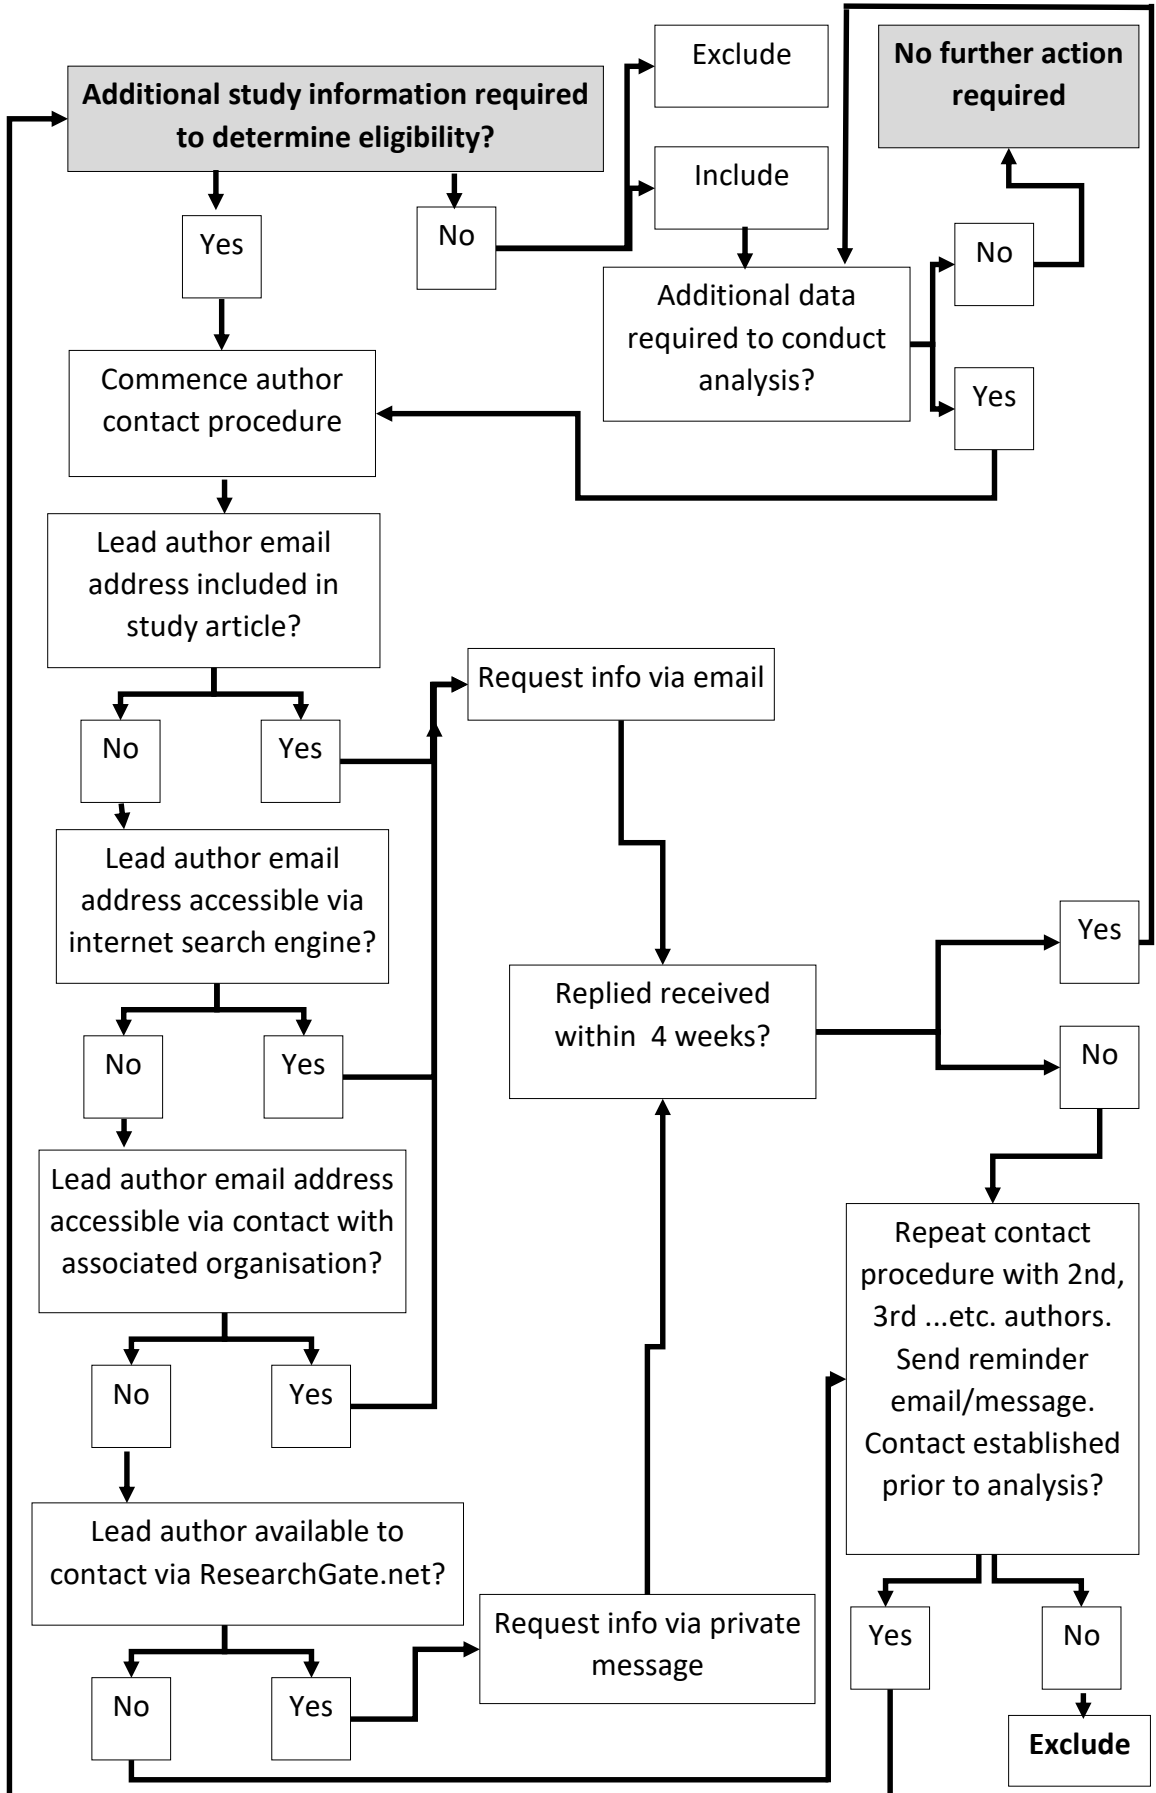 Exclude
No further action
required
Additional study information required
to determine eligibility?
Include
Yes
No
No
Additional data
required to conduct
analysis?
Yes
Commence author
contact procedure
Lead author email
address included in
study article?
Request info via email
No
Yes
Lead author email
address accessible via
internet search engine?
Yes
Replied received
within  4 weeks?
No
Yes
No
Lead author email address
accessible via contact with
associated organisation?
Repeat contact
procedure with 2nd,
3rd ...etc. authors.
Send reminder
email/message.
Contact established
prior to analysis?
No
Yes
Lead author available to
contact via ResearchGate.net?
Request info via private
message
Yes
No
No
Yes
Exclude